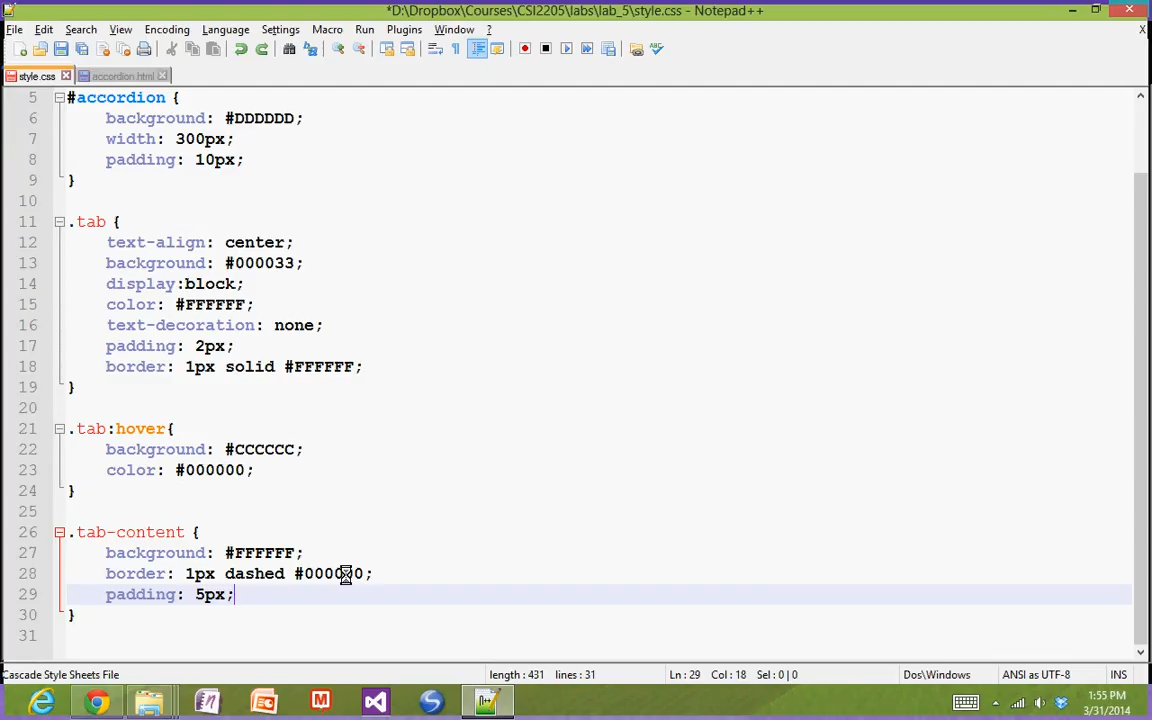 *D:\Dropbox\Courses\CSI2205\labs\lab_5\style.css - Notepad++
File Edit Search View Encoding Language Settings Macro Run Plugins Window ? X
style.css accordion.html
5 #accordion {
6 background: #DDDDDD;
7 width: 300px;
8 padding: 10px;
9 }
10
11 .tab {
12 text-align: center;
13 background: #000033;
14 display:block;
15 color: #FFFFFF;
16 text-decoration: none;
17 padding: 2px;
18 border: 1px solid #FFFFFF;
19 }
20
21 .tab:hover{
22 background: #CCCCCC;
23 color: #000000;
24 }
25
26 .tab-content {
27 background: #FFFFFF;
28 border: 1px dashed #000000;
29 padding: 5px;
30 }
31
Cascade Style Sheets File length : 431 lines : 31 Ln : 29 Col : 18 Sel : 0 | 0 Dos\Windows ANSI as UTF-8 INS
1:55 PM
3/31/2014